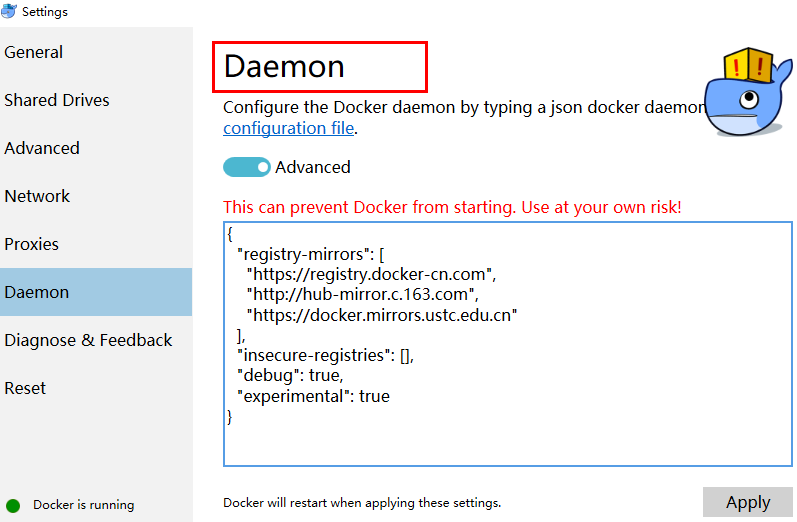 Settings
General
Shared Drives
Advanced
Network
Proxies
Daemon
Diagnose & Feedback
Reset
Docker is running
Daemon
Configure the Docker daemon by typing a json docker daemon
configuration file.
Advanced
This can prevent Docker from starting. Use at your own risk!
{
"registry-mirrors": [
"https://registry.docker-cn.com",
"http://hub-mirror.c.163.com",
"https://docker.mirrors.ustc.edu.cn"
],
"insecure-registries": [],
"debug": true,
"experimental": true
}
Docker will restart when applying these settings.
Apply